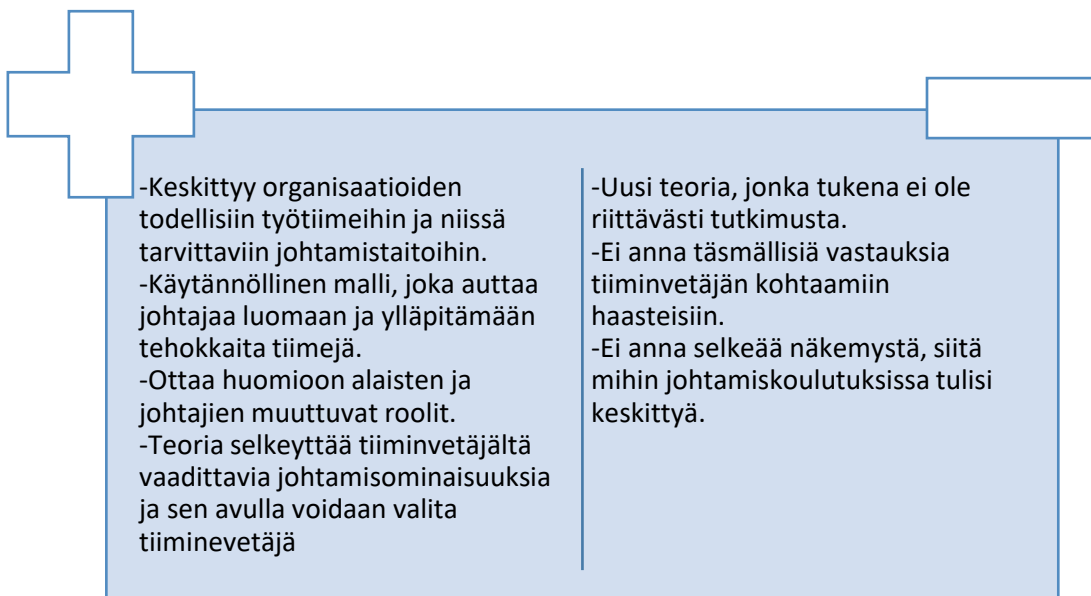 -Keskittyy organisaatioiden
todellisiin työtiimeihin ja niissä
tarvittaviin johtamistaitoihin.
-Käytännöllinen malli, joka auttaa
johtajaa luomaan ja ylläpitämään
tehokkaita tiimejä.
-Ottaa huomioon alaisten ja
johtajien muuttuvat roolit.
-Teoria selkeyttää tiiminvetäjältä
vaadittavia johtamisominaisuuksia
ja sen avulla voidaan valita
tiiminevetäjä
-Uusi teoria, jonka tukena ei ole
riittävästi tutkimusta.
-Ei anna täsmällisiä vastauksia
tiiminvetäjän kohtaamiin
haasteisiin.
-Ei anna selkeää näkemystä, siitä
mihin johtamiskoulutuksissa tulisi
keskittyä.